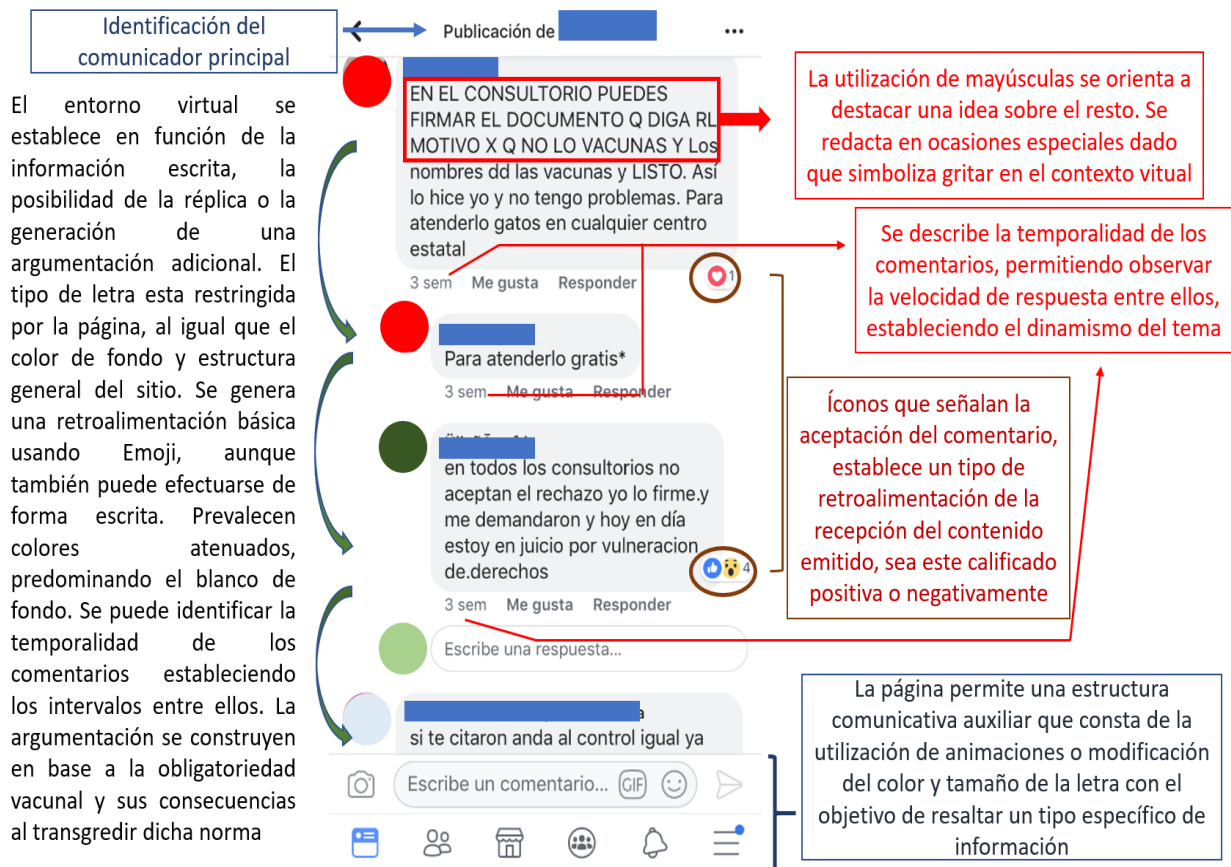 Identificación del
comunicador principal
El entorno virtual se
establece en función de la
información escrita, la
posibilidad de la réplica o la
generación de una
argumentación adicional. El
tipo de letra esta restringida
por la página, al igual que el
color de fondo y estructura
general del sitio. Se genera
una retroalimentación básica
usando Emoji, aunque
también puede efectuarse de
forma escrita. Prevalecen
colores atenuados,
predominando el blanco de
fondo. Se puede identificar la
temporalidad de los
comentarios estableciendo
los intervalos entre ellos. La
argumentación se construyen
en base a la obligatoriedad
vacunal y sus consecuencias
al transgredir dicha norma
Publicación de
EN EL CONSULTORIO PUEDES
FIRMAR EL DOCUMENTO Q DIGA RL
MOTIVO X Q NO LO VACUNAS Y Los
nombres dd las vacunas y LISTO. Así
lo hice yo y no tengo problemas. Para
atenderlo gatos en cualquier centro
estatal
3 sem Me gusta Responder
1
Para atenderlo gratis*
3 sem Me gusta Responder
en todos los consultorios no
aceptan el rechazo yo lo firme.y
me demandaron y hoy en día
estoy en juicio por vulneracion
de.derechos
4
3 sem Me gusta Responder
Escribe una respuesta...
si te citaron anda al control igual ya
Escribe un comentario... GIF
La utilización de mayúsculas se orienta a
destacar una idea sobre el resto. Se
redacta en ocasiones especiales dado
que simboliza gritar en el contexto vitual
Se describe la temporalidad de los
comentarios, permitiendo observar
la velocidad de respuesta entre ellos,
estableciendo el dinamismo del tema
Íconos que señalan la
aceptación del comentario,
establece un tipo de
retroalimentación de la
recepción del contenido
emitido, sea este calificado
positiva o negativamente
La página permite una estructura
comunicativa auxiliar que consta de la
utilización de animaciones o modificación
del color y tamaño de la letra con el
objetivo de resaltar un tipo específico de
información